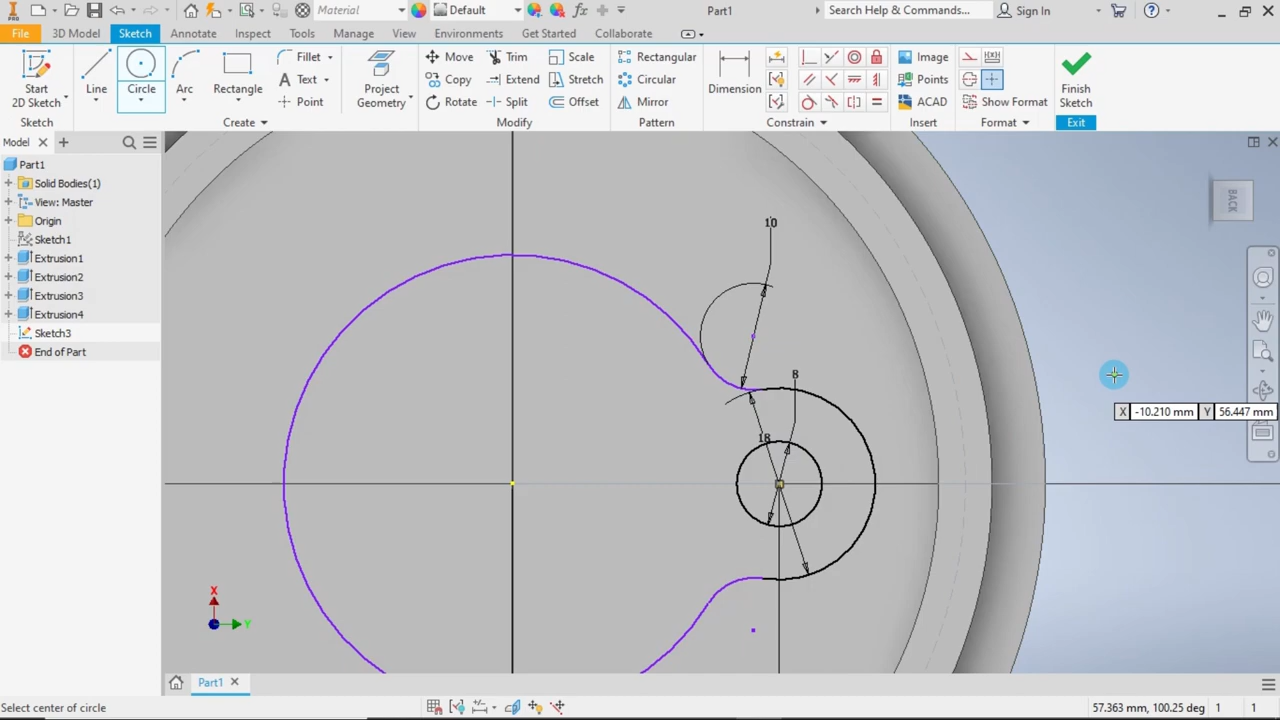 Material
Default
fx
Part1
Search Help & Commands...
Sign In
PRO
File
3D Model
Sketch
Annotate
Inspect
Tools
Manage
View
Environments
Get Started
Collaborate
Start
2D Sketch
Line
Circle
Arc
Rectangle
Fillet
Text
Point
Project
Geometry
Move
Copy
Rotate
Trim
Extend
Split
Scale
Stretch
Offset
Rectangular
Circular
Mirror
Dimension
Image
Points
ACAD
Show Format
Finish
Sketch
Sketch
Create
Modify
Pattern
Constrain
Insert
Format
Exit
Model
Part1
Solid Bodies(1)
View: Master
Origin
Sketch1
Extrusion1
Extrusion2
Extrusion3
Extrusion4
Sketch3
End of Part
BACK
10
8
18
X -10.210 mm Y 56.447 mm
X
Y
Part1
Select center of circle
57.363 mm, 100.25 deg 1 1